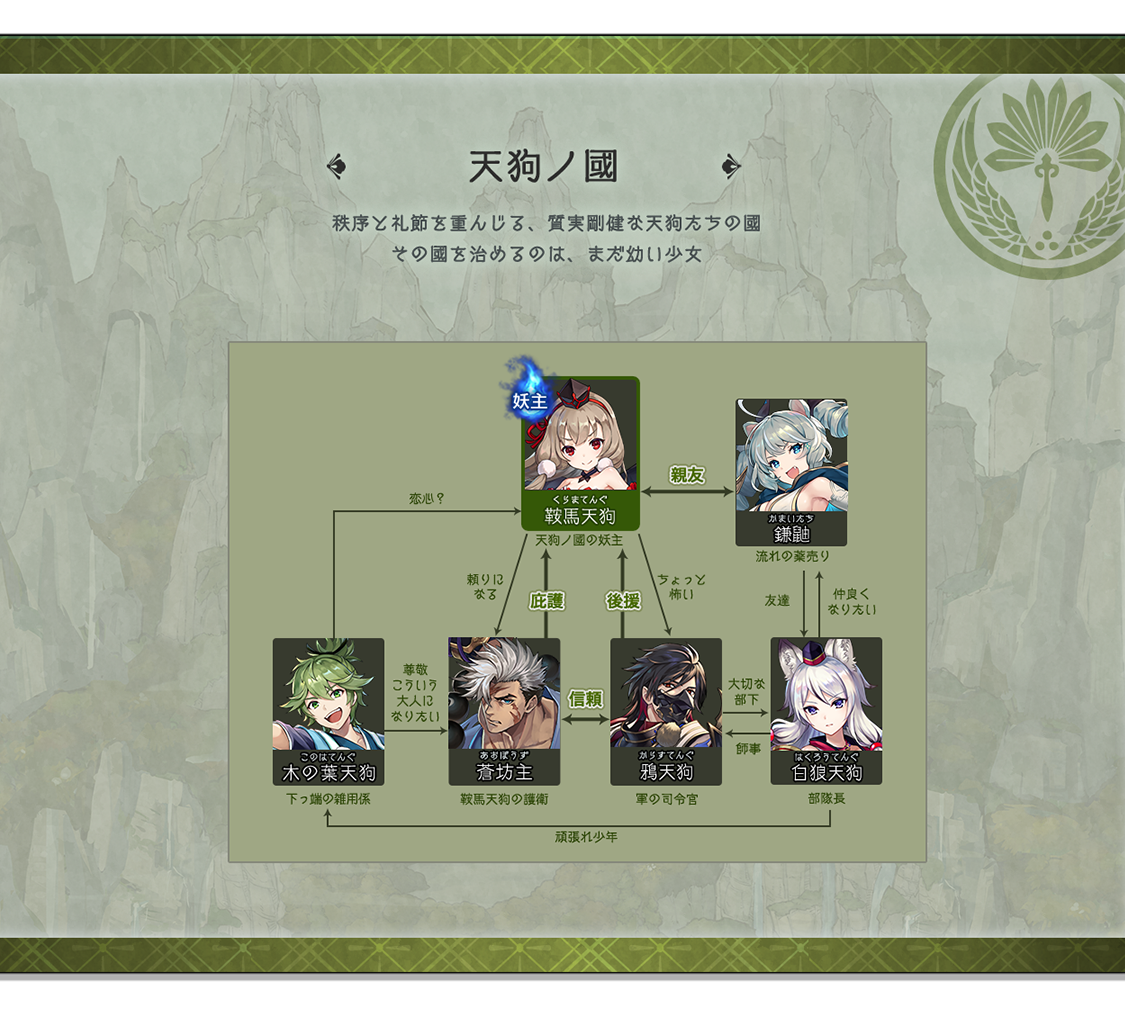 天狗ノ國
秩序と礼節を重んじる、質実剛健な天狗たちの國
その國を治めるのは、まだ幼い少女
妖主
くらまてんぐ
鞍馬天狗
天狗ノ國の妖主
親友
かまいたち
鎌鼬
流れの薬売り
恋心？
頼りに
なる
庇護
後援
ちょっと
怖い
友達
仲良く
なりたい
このはてんぐ
木の葉天狗
下っ端の雑用係
尊敬
こういう
大人に
なりたい
あおぼうず
蒼坊主
鞍馬天狗の護衛
信頼
からすてんぐ
鴉天狗
軍の司令官
大切な
部下
師事
はくろうてんぐ
白狼天狗
部隊長
頑張れ少年